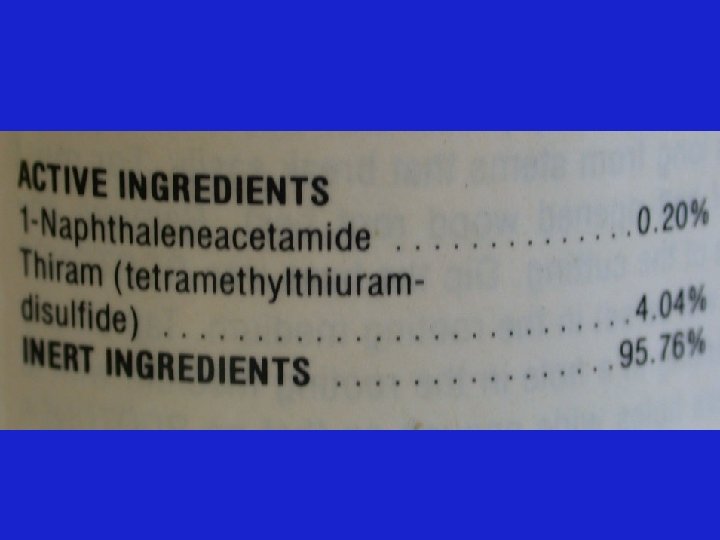 ACTIVE INGREDIENTS
1-Naphthaleneacetamide ...............0.20%
Thiram (tetramethylthiuram-
disulfide) ..........................4.04%
INERT INGREDIENTS ................95.76%